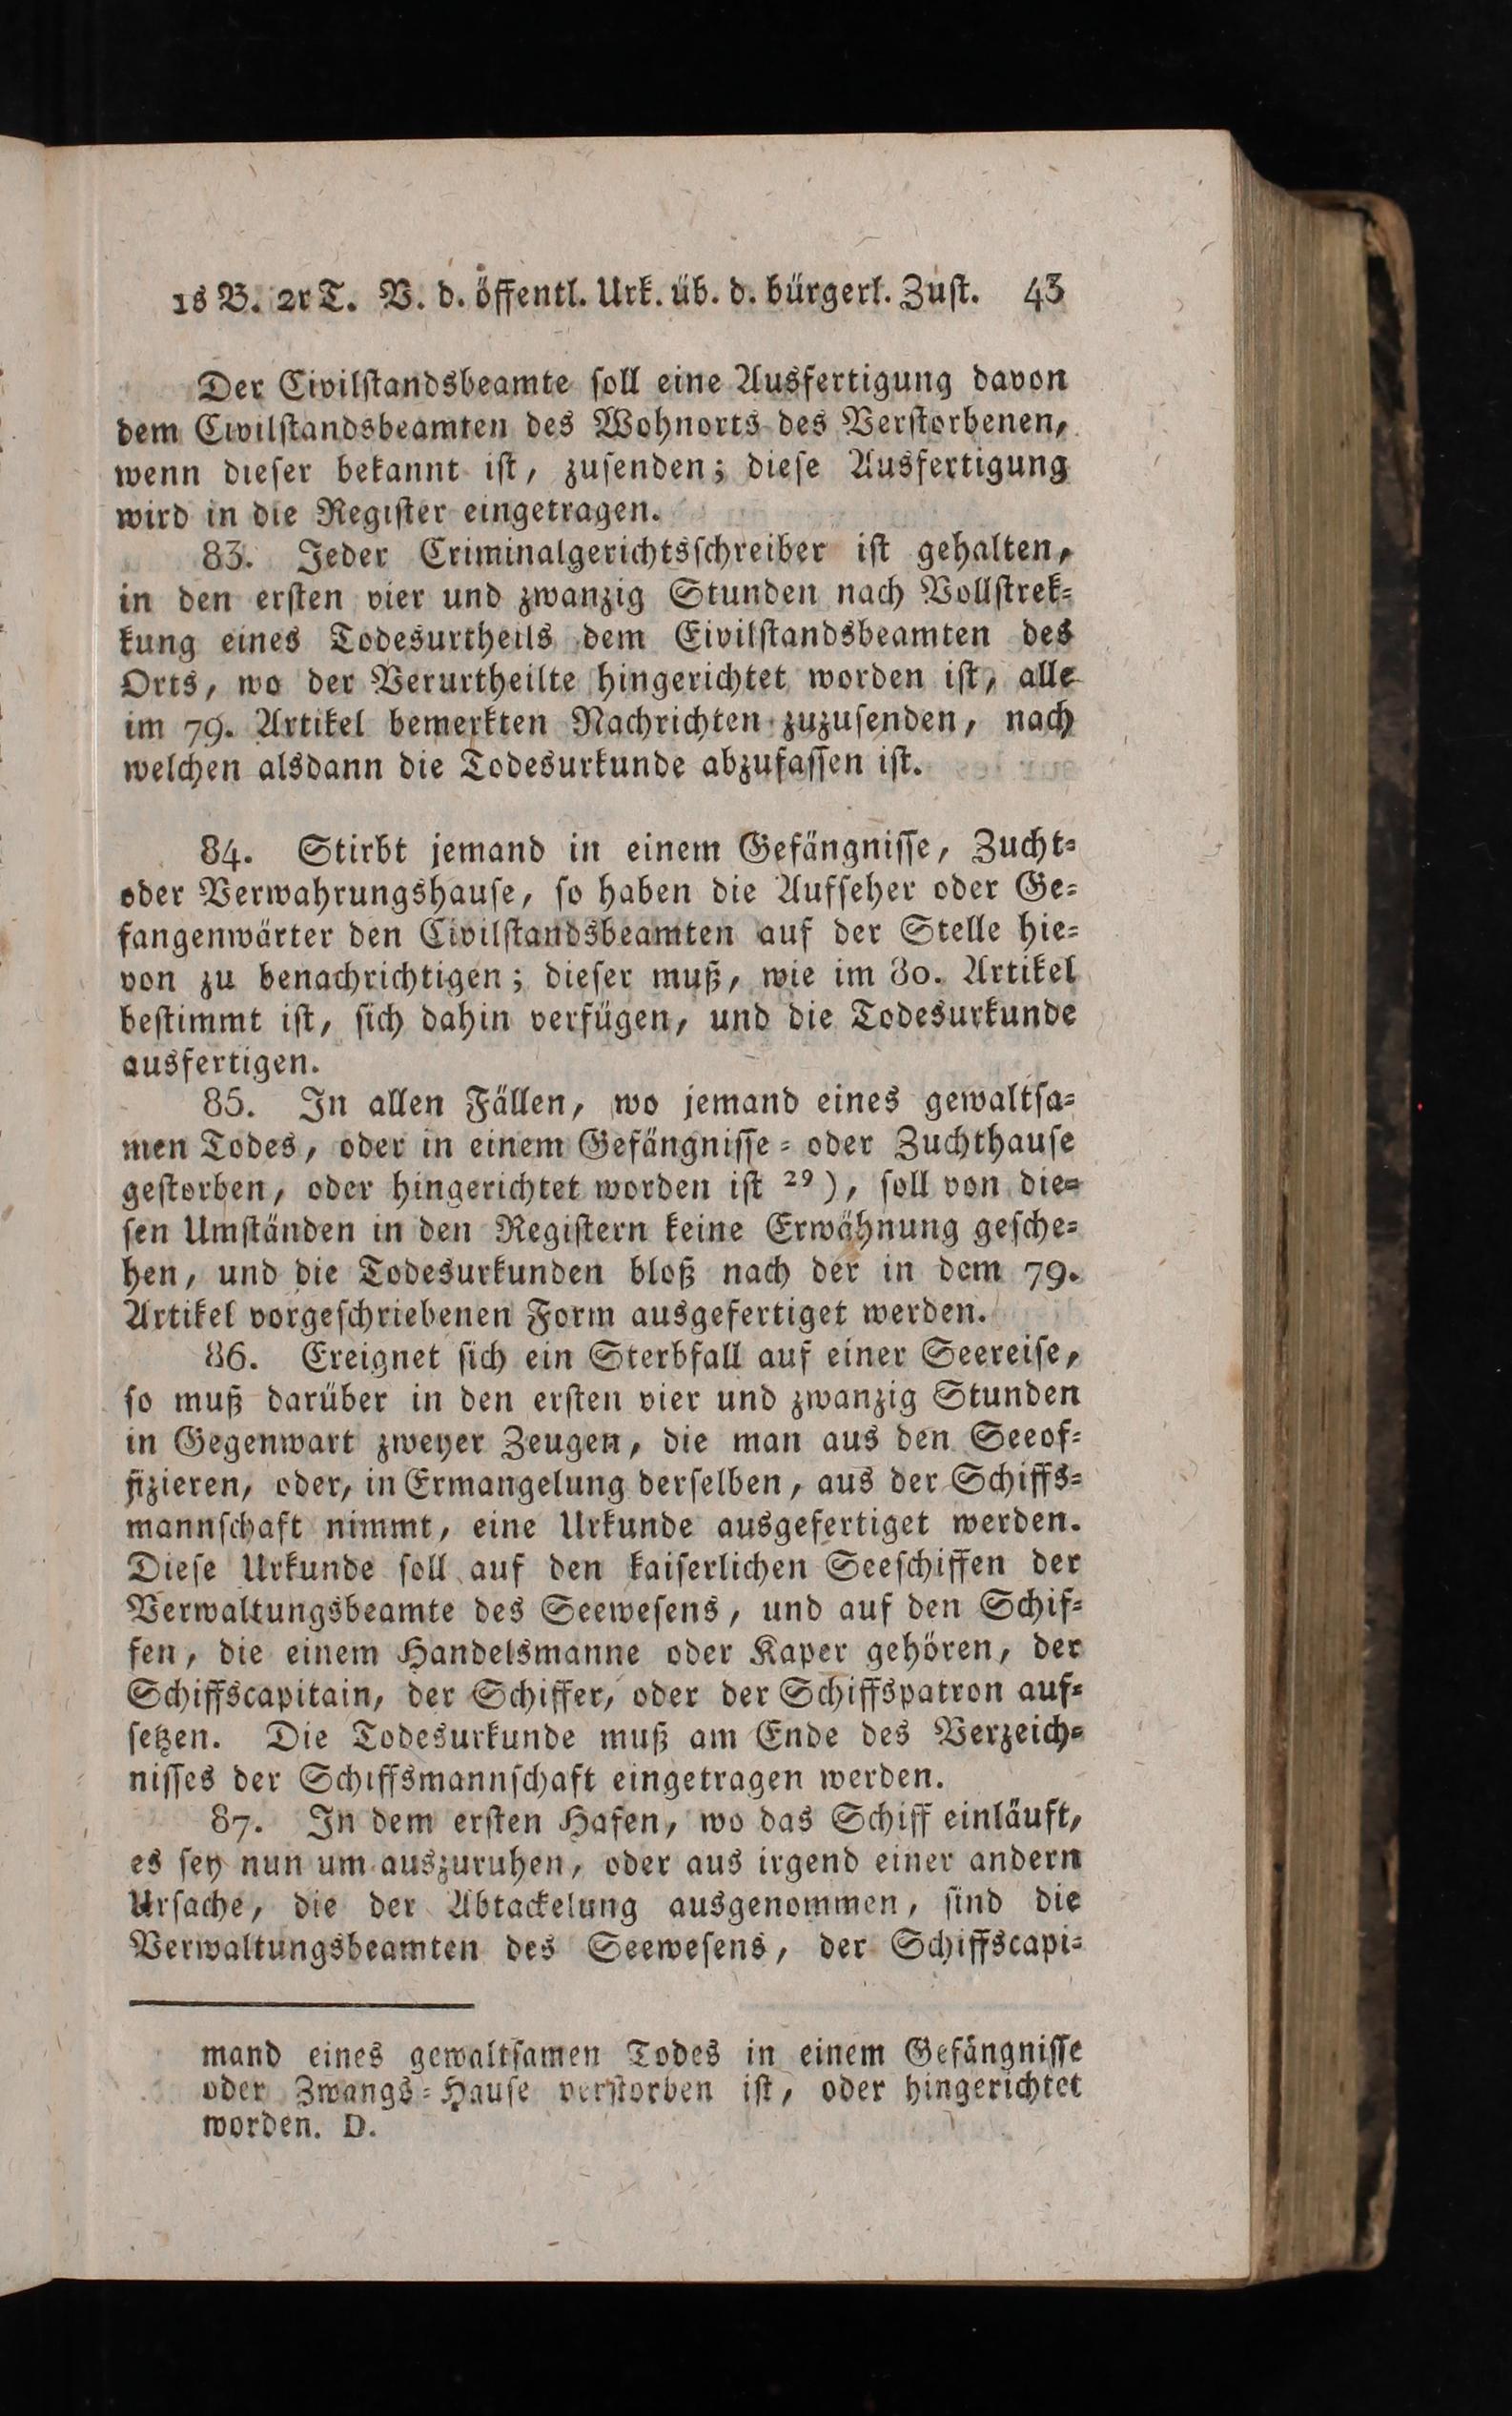 1s B. 2r T. V. d. öffentl. Urk. üb. d. bürgerl. Zuſt. 43
Der Civilſtandsbeamte ſoll eine Ausfertigung davon
dem Civilſtandsbeamten des Wohnorts des Verſtorbenen,
wenn dieſer bekannt iſt, zuſenden; dieſe Ausfertigung
wird in die Regiſter eingetragen.
83. Jeder Criminalgerichtsſchreiber iſt gehalten,
in den erſten vier und zwanzig Stunden nach Vollſtrek⸗
kung eines Todesurtheils dem Civilſtandsbeamten des
Orts, wo der Verurtheilte hingerichtet worden iſt, alle
im 79. Artikel bemerkten Nachrichten zuzuſenden, nach
welchen alsdann die Todesurkunde abzufaſſen iſt.
84. Stirbt jemand in einem Gefängniſſe, Zucht⸗
oder Verwahrungshauſe, ſo haben die Aufſeher oder Ge⸗
fangenwärter den Civilſtandsbeamten auf der Stelle hie⸗
von zu benachrichtigen; dieſer muß, wie im 80. Artikel
beſtimmt iſt, ſich dahin verfügen, und die Todesurkunde
ausfertigen.
85. In allen Fällen, wo jemand eines gewaltſa⸗
men Todes, oder in einem Gefängniſſe⸗ oder Zuchthauſe
geſtorben, oder hingerichtet worden iſt ²⁹), ſoll von die⸗
ſen Umſtänden in den Regiſtern keine Erwähnung geſche⸗
hen, und die Todesurkunden bloß nach der in dem 79.
Artikel vorgeſchriebenen Form ausgefertiget werden.
86. Ereignet ſich ein Sterbfall auf einer Seereiſe,
ſo muß darüber in den erſten vier und zwanzig Stunden
in Gegenwart zweyer Zeugen, die man aus den Seeof⸗
fizieren, oder, in Ermangelung derſelben, aus der Schiffs⸗
mannſchaft nimmt, eine Urkunde ausgefertiget werden.
Dieſe Urkunde ſoll auf den kaiſerlichen Seeſchiffen der
Verwaltungsbeamte des Seeweſens, und auf den Schif⸗
fen, die einem Handelsmanne oder Kaper gehören, der
Schiffscapitain, der Schiffer, oder der Schiffspatron auf⸗
ſetzen. Die Todesurkunde muß am Ende des Verzeich⸗
niſſes der Schiffsmannſchaft eingetragen werden.
87. In dem erſten Hafen, wo das Schiff einläuft,
es ſey nun um auszuruhen, oder aus irgend einer andern
Urſache, die der Abtackelung ausgenommen, ſind die
Verwaltungsbeamten des Seeweſens, der Schiffscapi⸗
mand eines gewaltſamen Todes in einem Gefängniſſe
oder Zwangs⸗Hauſe verſtorben iſt, oder hingerichtet
worden. D.